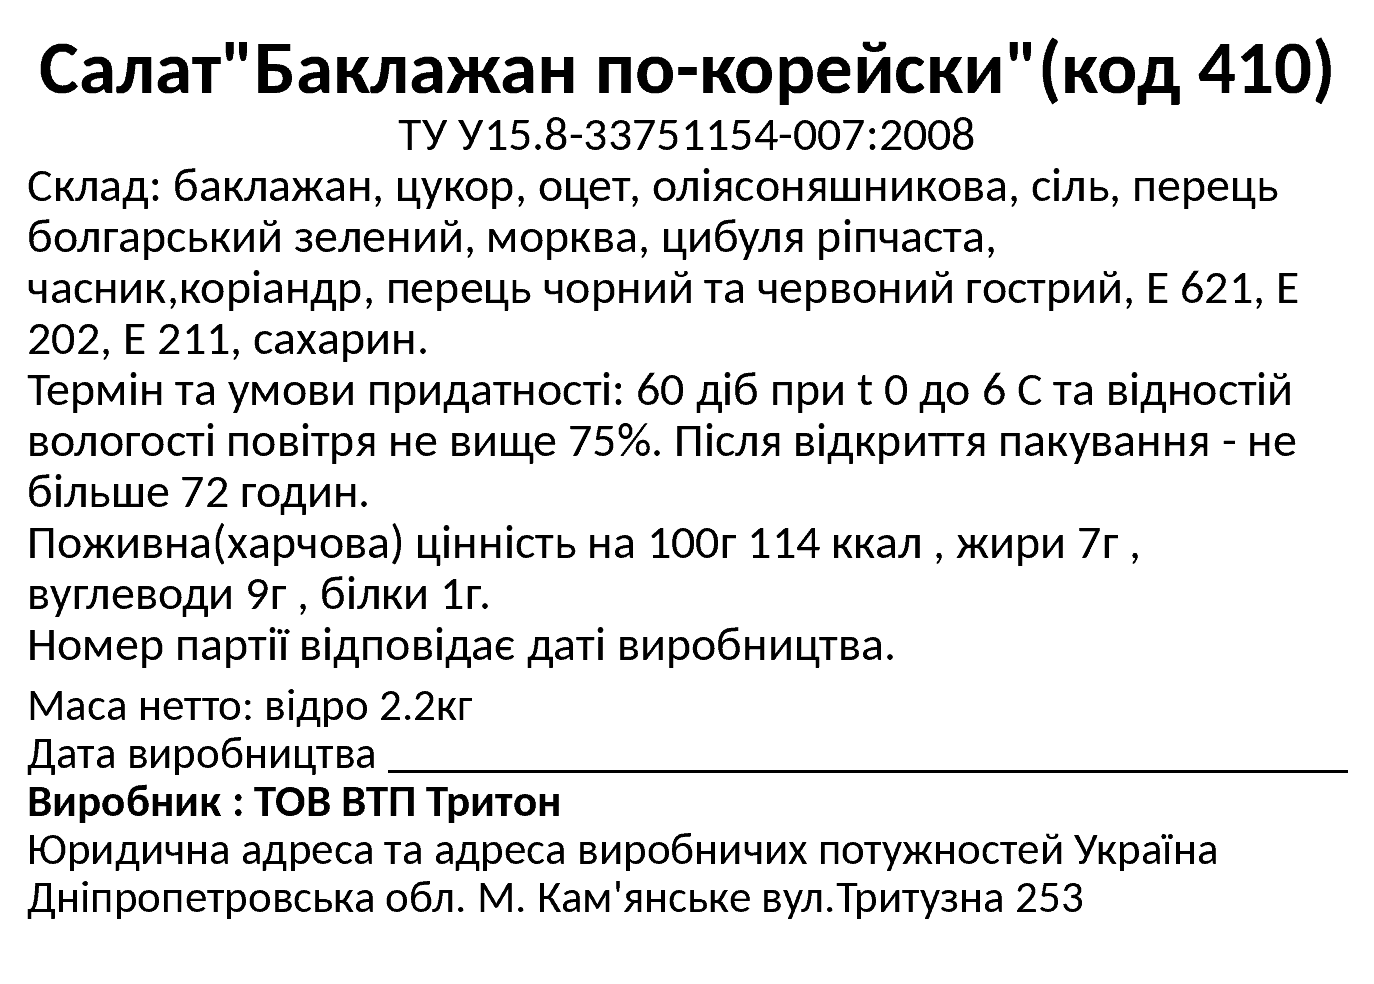 Салат"Баклажан по-корейски"(код 410)
ТУ У15.8-33751154-007:2008
Склад: баклажан, цукор, оцет, оліясоняшникова, сіль, перець
болгарський зелений, морква, цибуля ріпчаста,
часник,коріандр, перець чорний та червоний гострий, Е 621, Е
202, Е 211, сахарин.
Термін та умови придатності: 60 діб при t 0 до 6 С та відностій
вологості повітря не вище 75%. Після відкриття пакування - не
більше 72 годин.
Поживна(харчова) цінність на 100г 114 ккал , жири 7г ,
вуглеводи 9г , білки 1г.
Номер партії відповідає даті виробництва.
Маса нетто: відро 2.2кг
Дата виробництва ________________________________________
Виробник : ТОВ ВТП Тритон
Юридична адреса та адреса виробничих потужностей Україна
Дніпропетровська обл. М. Кам'янське вул.Тритузна 253